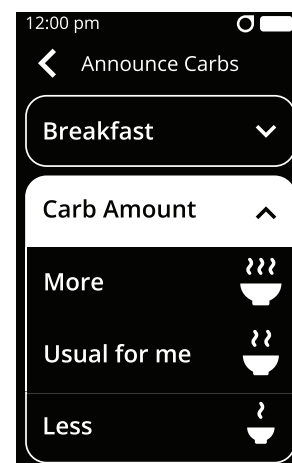 12:00 pm
Announce Carbs
Breakfast
Carb Amount
More
Usual for me
Less